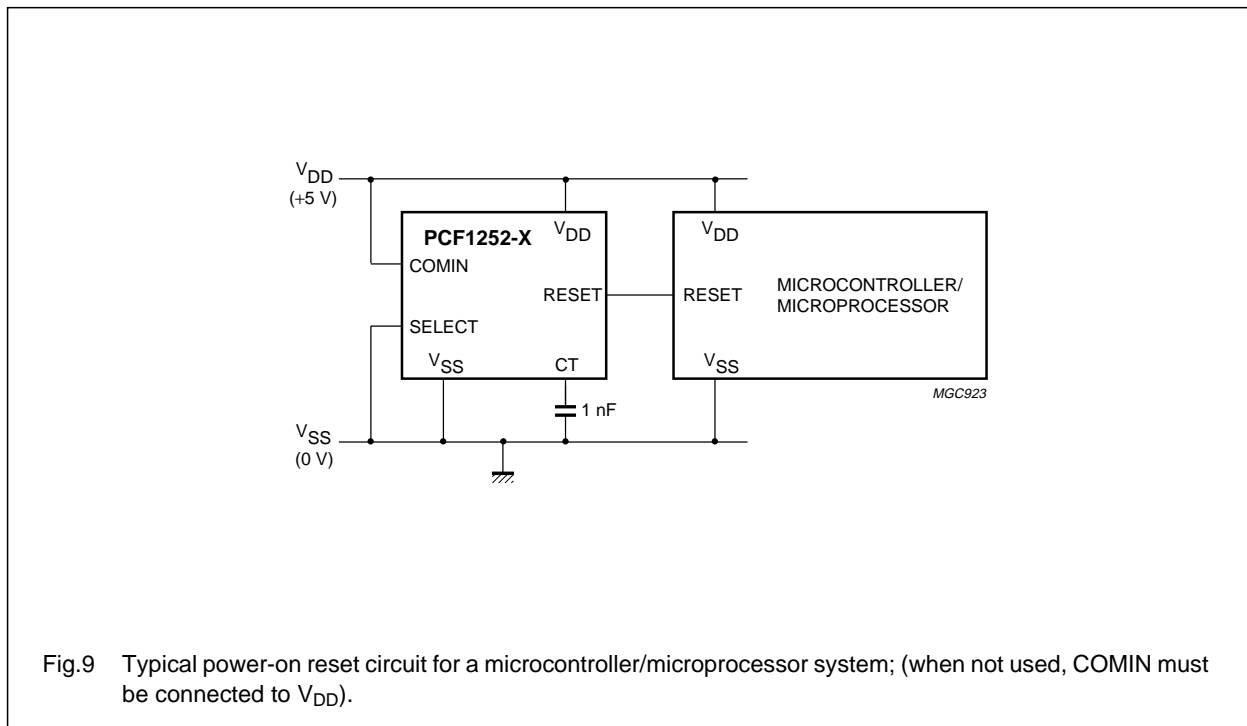 VDD
(+5 V)
PCF1252-X
VDD
COMIN
RESET
SELECT
VSS
CT
1 nF
VDD
RESET
MICROCONTROLLER/
MICROPROCESSOR
VSS
MGC923
VSS
(0 V)
Fig.9 Typical power-on reset circuit for a microcontroller/microprocessor system; (when not used, COMIN must
be connected to VDD).